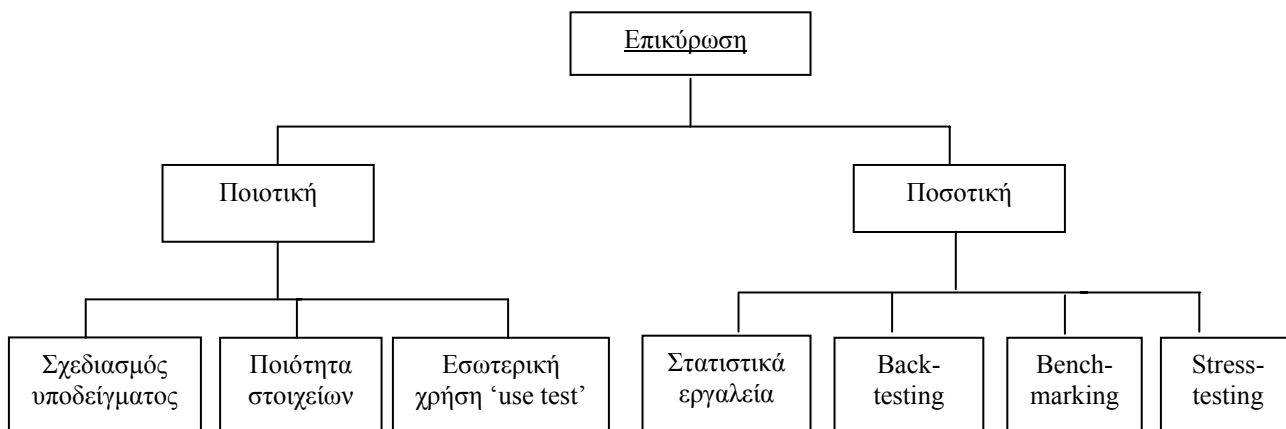 Επικύρωση
Ποιοτική
Ποσοτική
Σχεδιασμός
υποδείγματος
Ποιότητα
στοιχείων
Εσωτερική
χρήση ‘use test’
Στατιστικά
εργαλεία
Back-
testing
Bench-
marking
Stress-
testing